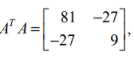 A^T A = [ 81 -27
-27 9 ],